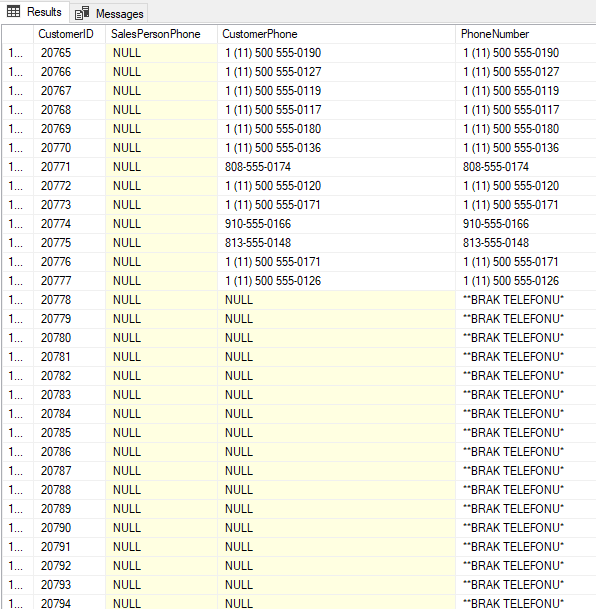 Results Messages
CustomerID SalesPersonPhone CustomerPhone PhoneNumber
1... 20765 NULL 1 (11) 500 555-0190 1 (11) 500 555-0190
1... 20766 NULL 1 (11) 500 555-0127 1 (11) 500 555-0127
1... 20767 NULL 1 (11) 500 555-0119 1 (11) 500 555-0119
1... 20768 NULL 1 (11) 500 555-0117 1 (11) 500 555-0117
1... 20769 NULL 1 (11) 500 555-0180 1 (11) 500 555-0180
1... 20770 NULL 1 (11) 500 555-0136 1 (11) 500 555-0136
1... 20771 NULL 808-555-0174 808-555-0174
1... 20772 NULL 1 (11) 500 555-0120 1 (11) 500 555-0120
1... 20773 NULL 1 (11) 500 555-0171 1 (11) 500 555-0171
1... 20774 NULL 910-555-0166 910-555-0166
1... 20775 NULL 813-555-0148 813-555-0148
1... 20776 NULL 1 (11) 500 555-0171 1 (11) 500 555-0171
1... 20777 NULL 1 (11) 500 555-0126 1 (11) 500 555-0126
1... 20778 NULL NULL **BRAK TELEFONU*
1... 20779 NULL NULL **BRAK TELEFONU*
1... 20780 NULL NULL **BRAK TELEFONU*
1... 20781 NULL NULL **BRAK TELEFONU*
1... 20782 NULL NULL **BRAK TELEFONU*
1... 20783 NULL NULL **BRAK TELEFONU*
1... 20784 NULL NULL **BRAK TELEFONU*
1... 20785 NULL NULL **BRAK TELEFONU*
1... 20786 NULL NULL **BRAK TELEFONU*
1... 20787 NULL NULL **BRAK TELEFONU*
1... 20788 NULL NULL **BRAK TELEFONU*
1... 20789 NULL NULL **BRAK TELEFONU*
1... 20790 NULL NULL **BRAK TELEFONU*
1... 20791 NULL NULL **BRAK TELEFONU*
1... 20792 NULL NULL **BRAK TELEFONU*
1... 20793 NULL NULL **BRAK TELEFONU*
1... 20794 NULL NULL **BRAK TELEFONU*